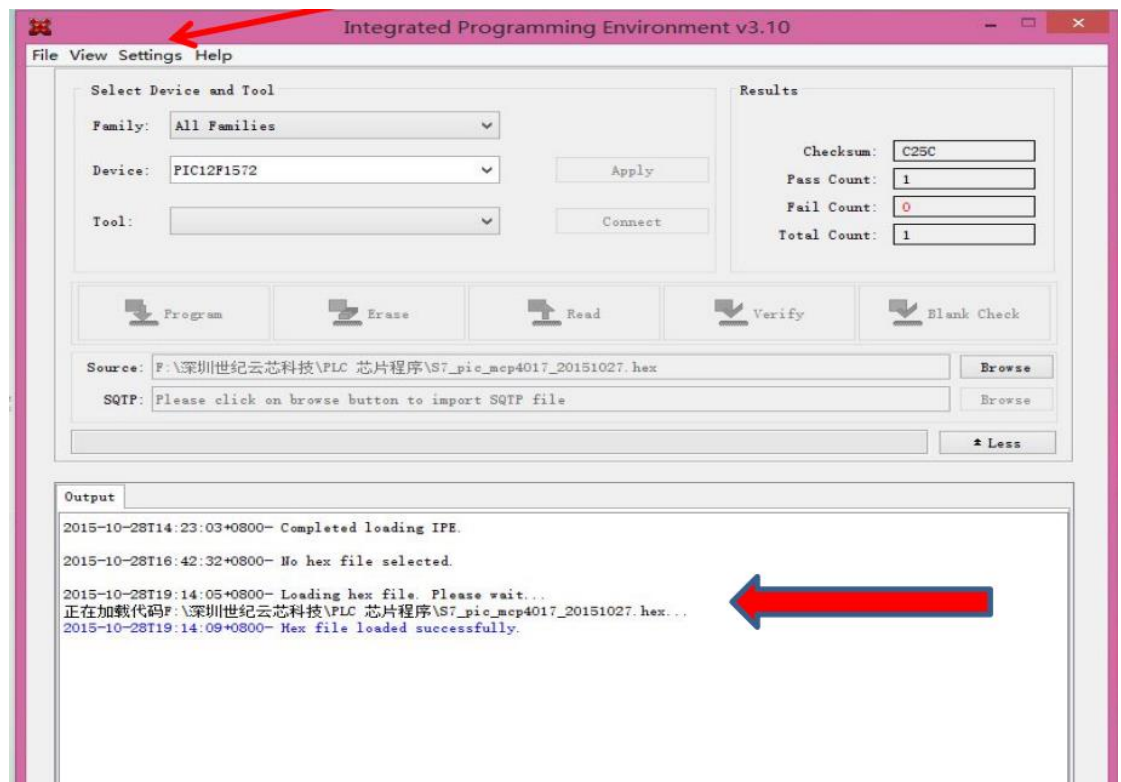 Integrated Programming Environment v3.10
File View Settings Help
Select Device and Tool
Family: All Families
Device: PIC12F1572
Apply
Tool:
Connect
Results
Checksum: C25C
Pass Count: 1
Fail Count: 0
Total Count: 1
Program
Erase
Read
Verify
Blank Check
Source: F:\深圳世纪云芯科技\PLC 芯片程序\S7_pic_mcp4017_20151027.hex
Browse
SQTP: Please click on browse button to import SQTP file
Browse
Less
Output
2015-10-28T14:23:03+0800- Completed loading IPE.
2015-10-28T16:42:32+0800- No hex file selected.
2015-10-28T19:14:05+0800- Loading hex file. Please wait...
正在加载代码F:\深圳世纪云芯科技\PLC 芯片程序\S7_pic_mcp4017_20151027.hex...
2015-10-28T19:14:09+0800- Hex file loaded successfully.